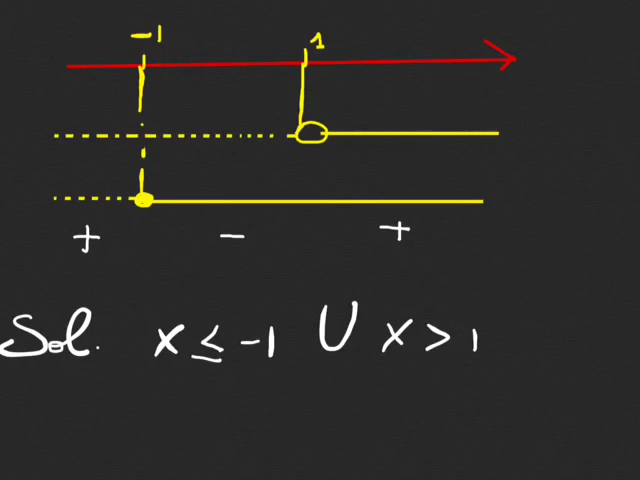 -1 1
+ - +
Sol. x ≤ -1 ∪ x > 1